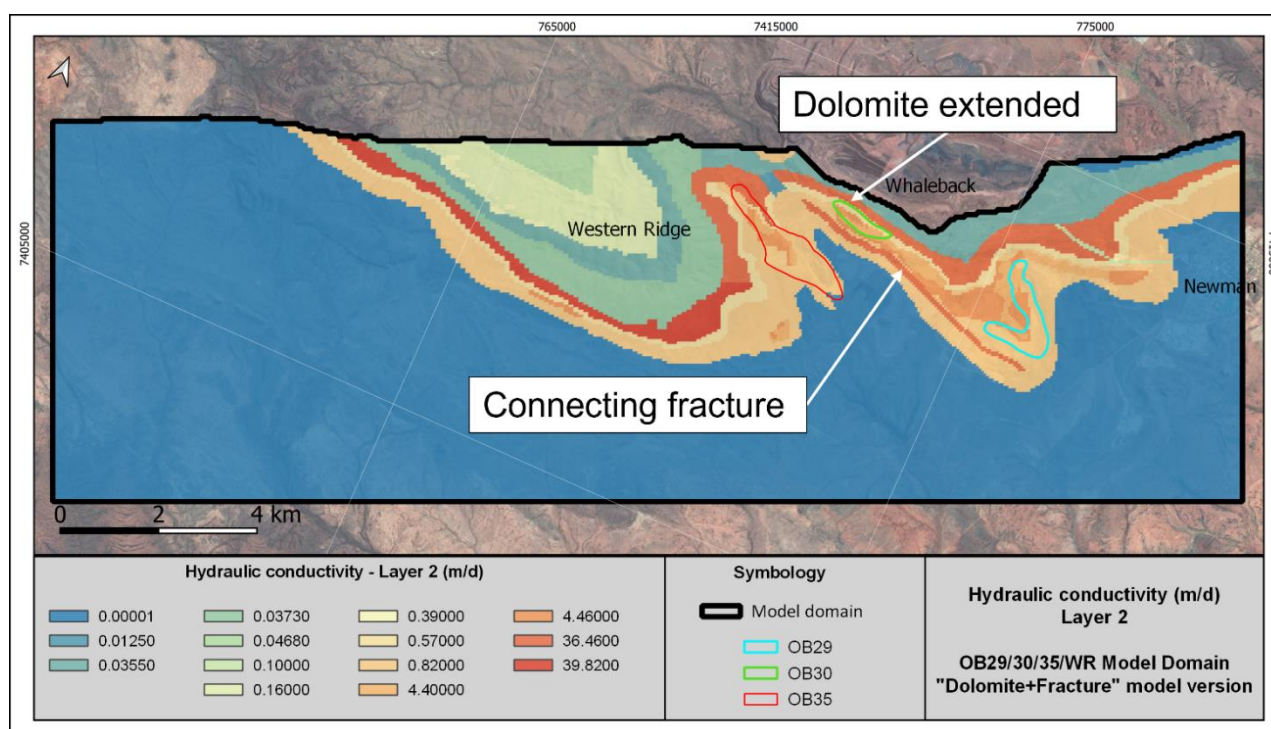 765000
7415000
775000
Dolomite extended
Whaleback
Western Ridge
7405000
Newman
Connecting fracture
0 2 4 km
Hydraulic conductivity - Layer 2 (m/d)
0.00001
0.01250
0.03550
0.03730
0.04680
0.10000
0.16000
0.39000
0.57000
0.82000
4.40000
4.46000
36.4600
39.8200
Symbology
Model domain
OB29
OB30
OB35
Hydraulic conductivity (m/d)
Layer 2
OB29/30/35/WR Model Domain
"Dolomite+Fracture" model version